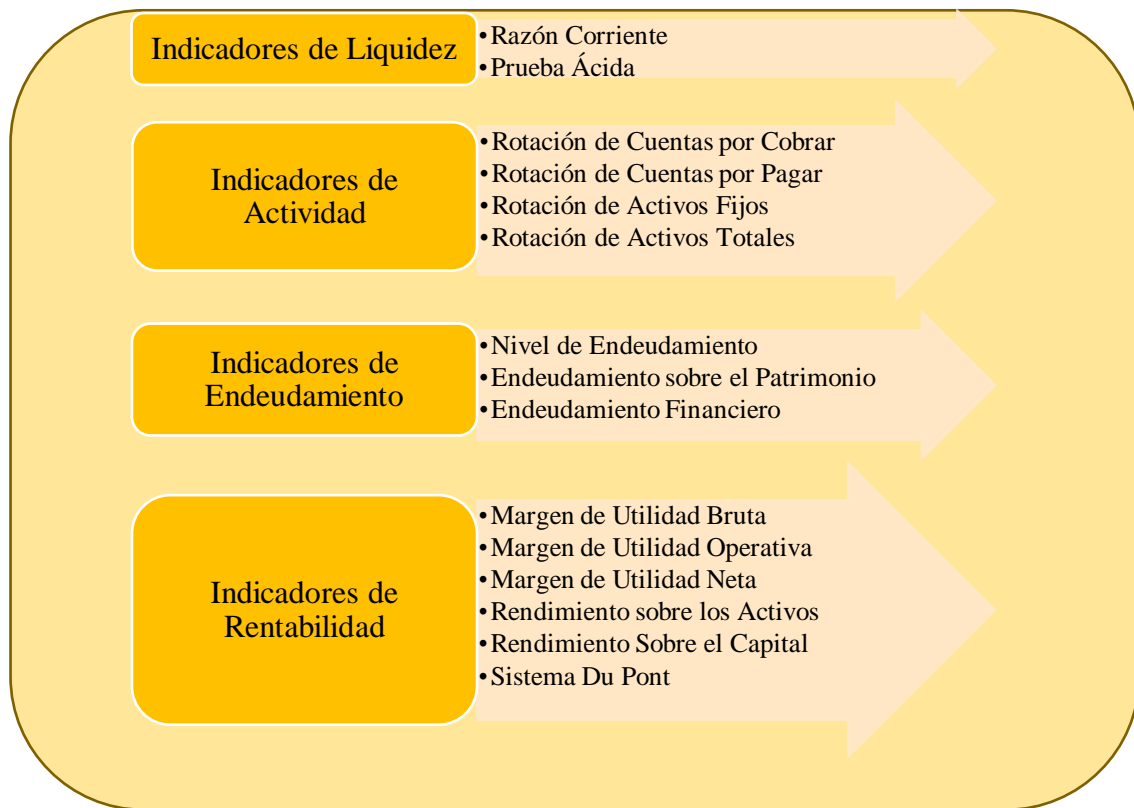 Indicadores de Liquidez
•Razón Corriente
•Prueba Ácida
Indicadores de
Actividad
•Rotación de Cuentas por Cobrar
•Rotación de Cuentas por Pagar
•Rotación de Activos Fijos
•Rotación de Activos Totales
Indicadores de
Endeudamiento
•Nivel de Endeudamiento
•Endeudamiento sobre el Patrimonio
•Endeudamiento Financiero
Indicadores de
Rentabilidad
•Margen de Utilidad Bruta
•Margen de Utilidad Operativa
•Margen de Utilidad Neta
•Rendimiento sobre los Activos
•Rendimiento Sobre el Capital
•Sistema Du Pont